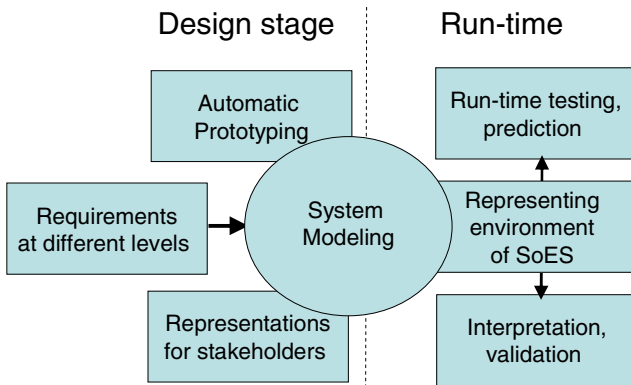 Design stage
Run-time
Automatic
Prototyping
Run-time testing,
prediction
Requirements
at different levels
System
Modeling
Representing
environment
of SoES
Representations
for stakeholders
Interpretation,
validation